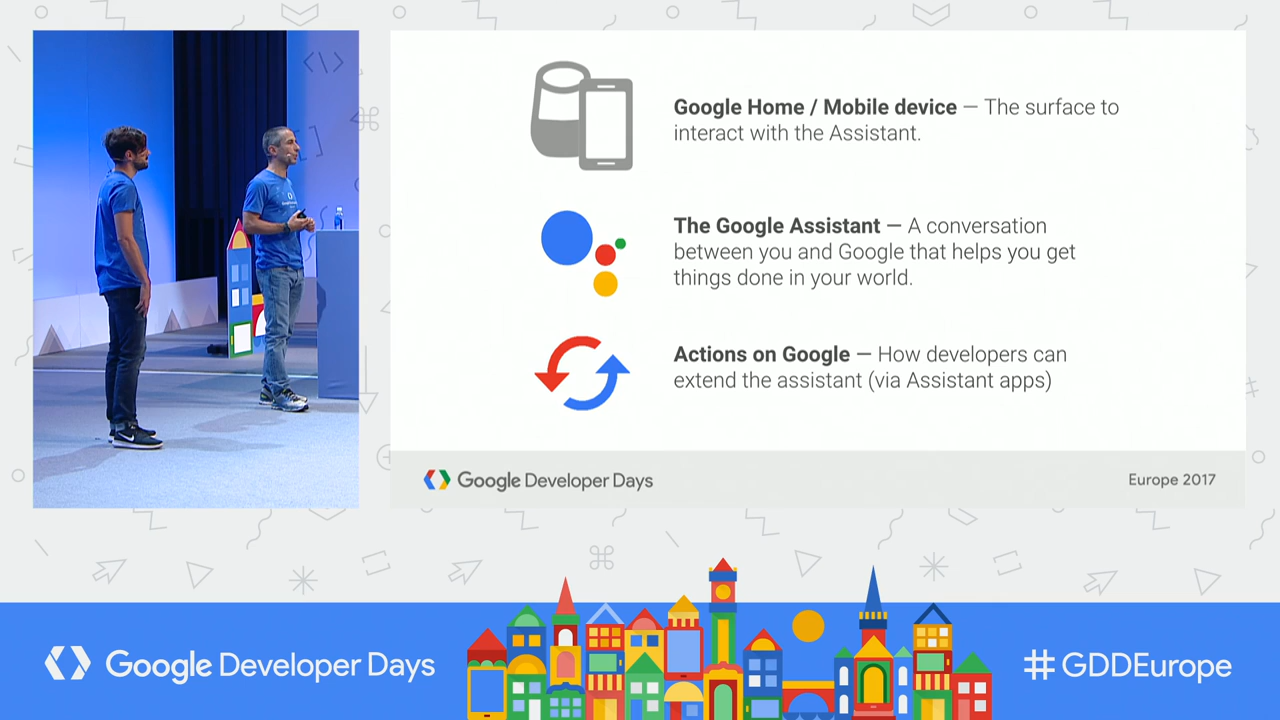 Google Home / Mobile device — The surface to
interact with the Assistant.
The Google Assistant — A conversation
between you and Google that helps you get
things done in your world.
Actions on Google — How developers can
extend the assistant (via Assistant apps)
Google Developer Days
Europe 2017
Google Developer Days
#GDDEurope